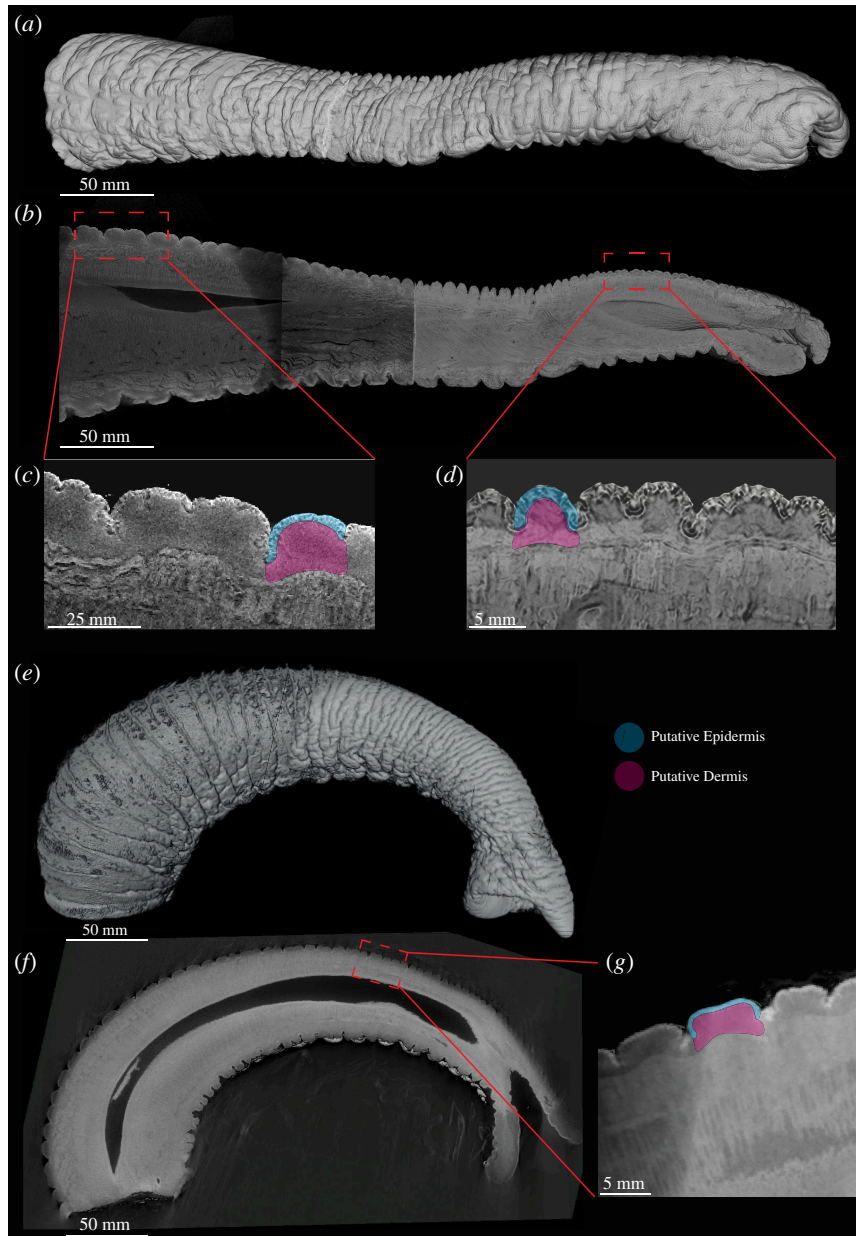 (a)
50 mm
(b)
50 mm
(c)
25 mm
(d)
5 mm
(e)
Putative Epidermis
Putative Dermis
50 mm
(f)
50 mm
(g)
5 mm